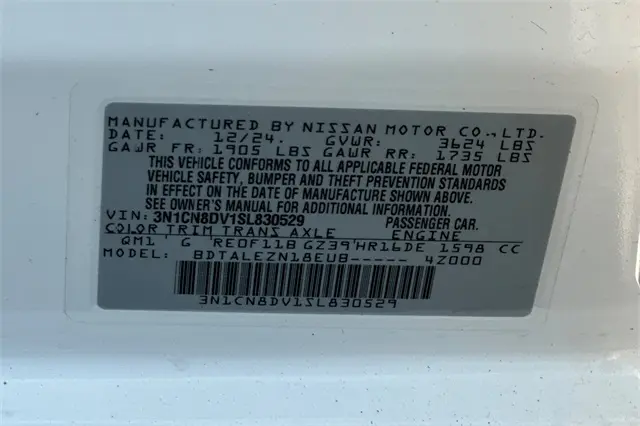 MANUFACTURED BY NISSAN MOTOR CO., LTD.
DATE: 12/24. GVWR: 3624 LBS
GAWR FR: 1905 LBS GAWR RR: 1735 LBS
THIS VEHICLE CONFORMS TO ALL APPLICABLE FEDERAL MOTOR
VEHICLE SAFETY, BUMPER AND THEFT PREVENTION STANDARDS
IN EFFECT ON THE DATE OF MANUFACTURE SHOWN ABOVE.
SEE OWNER'S MANUAL FOR ADDITIONAL INFORMATION.
VIN: 3N1CN8DV1SL830529 PASSENGER CAR.
COLOR TRIM TRANS AXLE ENGINE
QM1 G RE0F11B GZ39 HR16DE 1598 CC
MODEL: BDTALEZN18EUB----- 4Z000
3N1CN8DV1SL830529